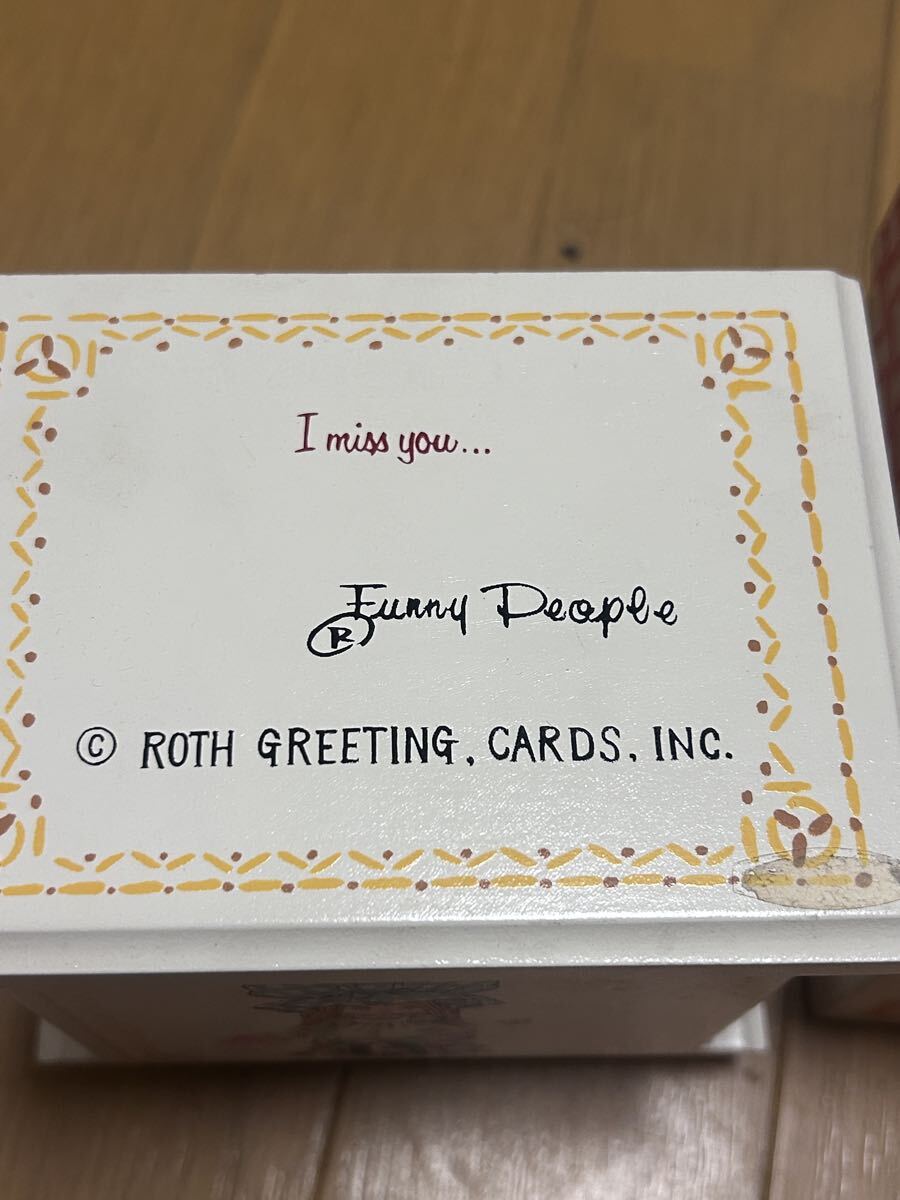 I miss you...
Funny People
®
© ROTH GREETING, CARDS, INC.